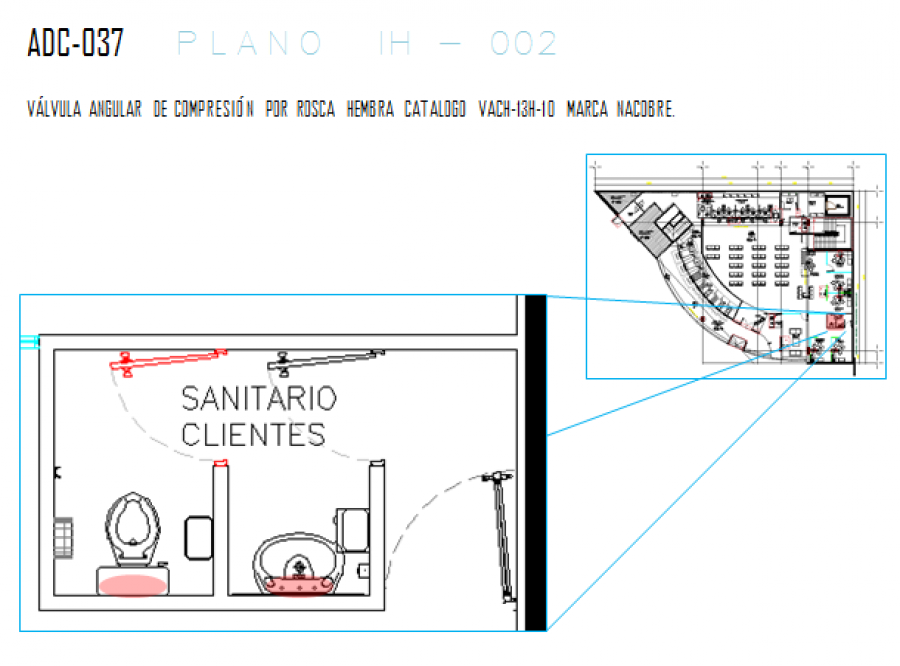 ADC-037 PLANO IH - 002
VÁLVULA ANGULAR DE COMPRESIÓN POR ROSCA HEMBRA CATALOGO VACH-13H-10 MARCA NACOBRE.
SANITARIO
CLIENTES